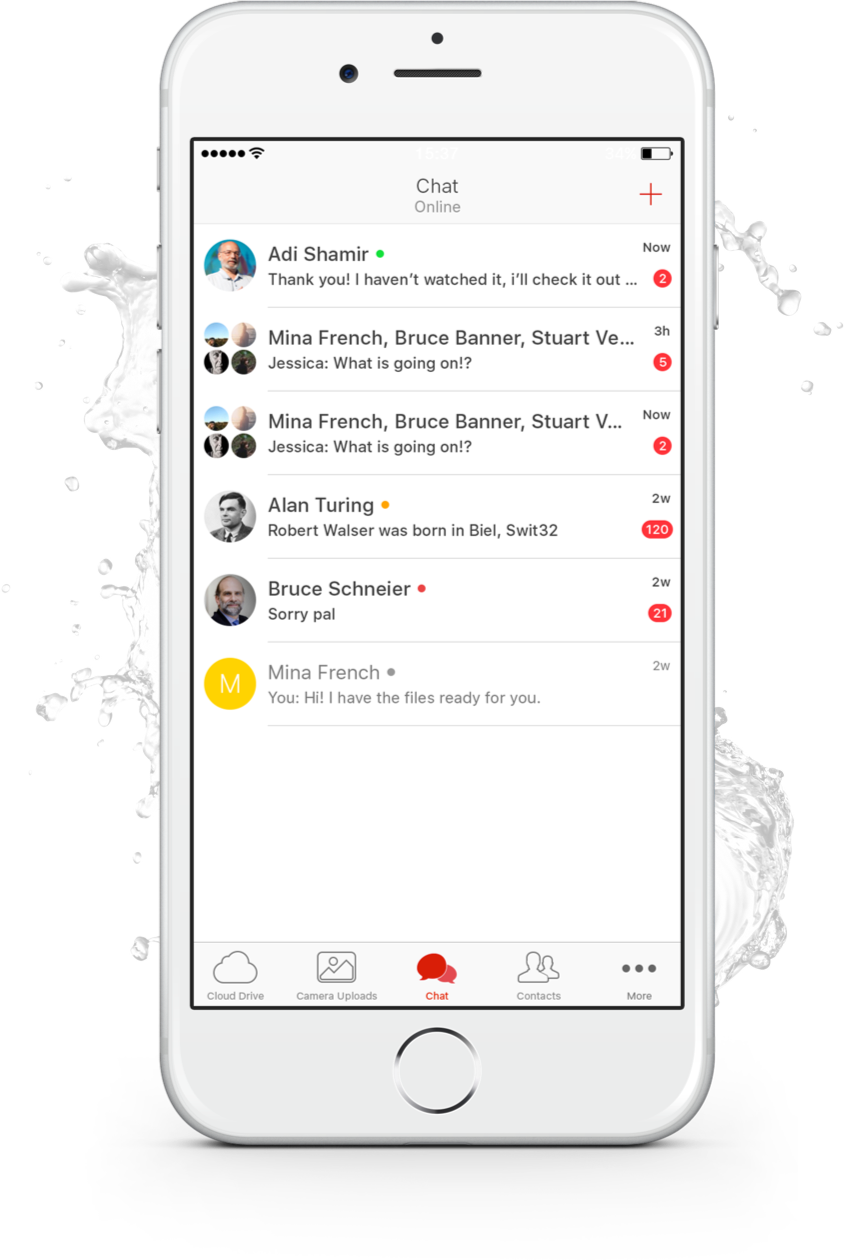 15:37
Chat
Online
Adi Shamir
Now
Thank you! I haven’t watched it, i’ll check it out ...
2
Mina French, Bruce Banner, Stuart Ve...
3h
Jessica: What is going on!?
5
Mina French, Bruce Banner, Stuart V...
Now
Jessica: What is going on!?
2
Alan Turing
2w
Robert Walser was born in Biel, Swit32
120
Bruce Schneier
2w
Sorry pal
21
M
Mina French
2w
You: Hi! I have the files ready for you.
Cloud Drive
Camera Uploads
Chat
Contacts
More